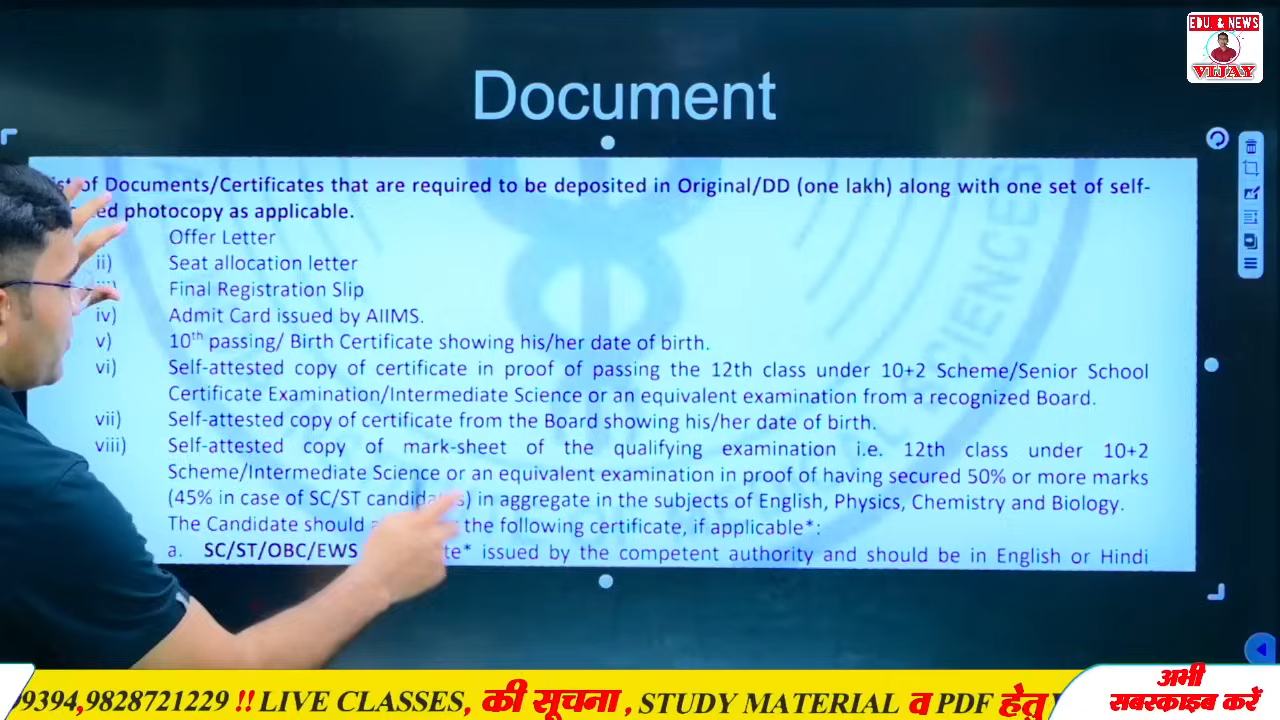 EDU. & NEWS
VIJAY
Document
of Documents/Certificates that are required to be deposited in Original/DD (one lakh) along with one set of self-
photocopy as applicable.
Offer Letter
ii) Seat allocation letter
Final Registration Slip
iv) Admit Card issued by AIIMS.
v) 10th passing/ Birth Certificate showing his/her date of birth.
vi) Self-attested copy of certificate in proof of passing the 12th class under 10+2 Scheme/Senior School
Certificate Examination/Intermediate Science or an equivalent examination from a recognized Board.
vii) Self-attested copy of certificate from the Board showing his/her date of birth.
viii) Self-attested copy of mark-sheet of the qualifying examination i.e. 12th class under 10+2
Scheme/Intermediate Science or an equivalent examination in proof of having secured 50% or more marks
(45% in case of SC/ST candidates) in aggregate in the subjects of English, Physics, Chemistry and Biology.
The Candidate should the following certificate, if applicable*:
a. SC/ST/OBC/EWS issued by the competent authority and should be in English or Hindi
SCIENCES
99394,9828721229 !! LIVE CLASSES, की सूचना , STUDY MATERIAL व PDF हेतु
अभी
सबस्क्राइब करें